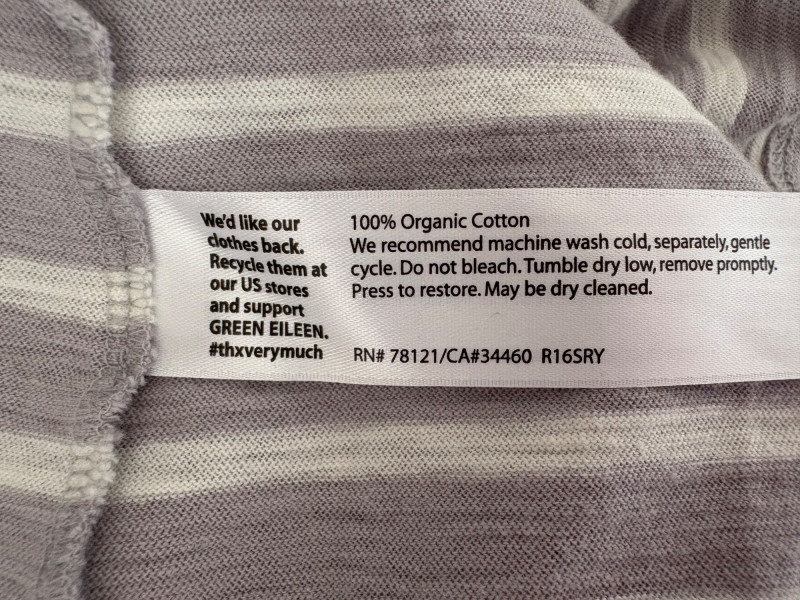 We'd like our
clothes back.
Recycle them at
our US stores
and support
GREEN EILEEN.
#thxverymuch
100% Organic Cotton
We recommend machine wash cold, separately, gentle
cycle. Do not bleach. Tumble dry low, remove promptly.
Press to restore. May be dry cleaned.
RN# 78121/CA#34460 R16SRY